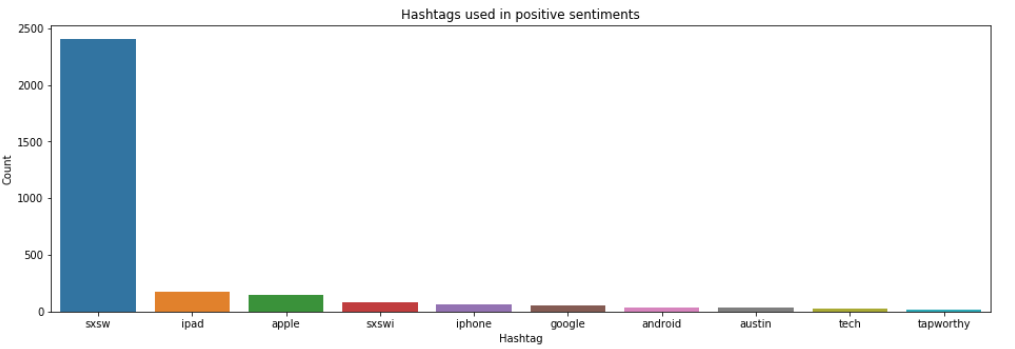 Hashtags used in positive sentiments
2500
2000
1500
1000
500
0
Count
sxsw ipad apple sxswi iphone google android austin tech tapworthy
Hashtag